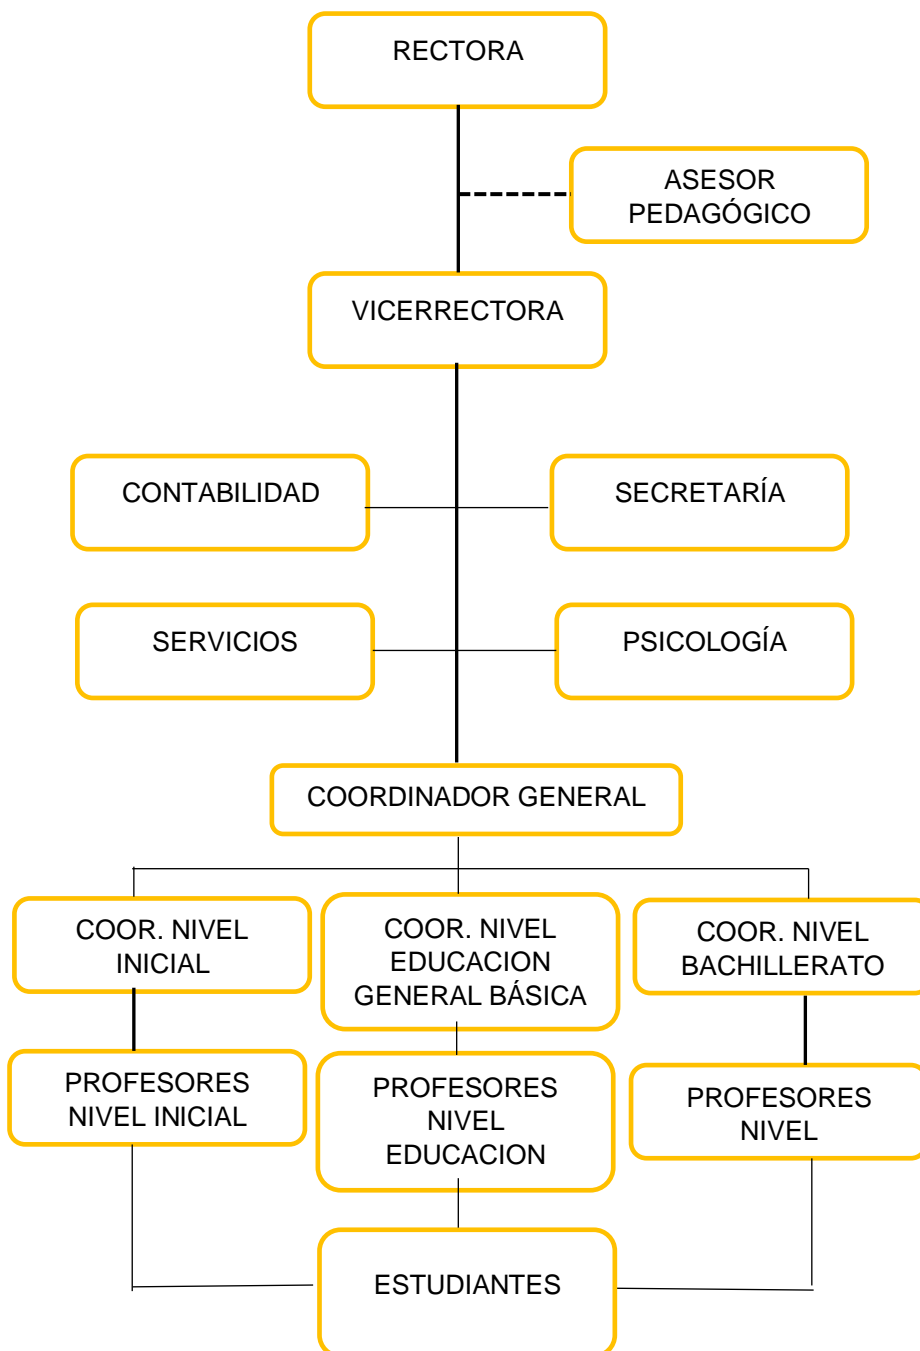 RECTORA
ASESOR
PEDAGÓGICO
VICERRECTORA
CONTABILIDAD
SECRETARÍA
SERVICIOS
PSICOLOGÍA
COORDINADOR GENERAL
COOR. NIVEL
INICIAL
COOR. NIVEL
EDUCACION
GENERAL BÁSICA
COOR. NIVEL
BACHILLERATO
PROFESORES
NIVEL INICIAL
PROFESORES
NIVEL
EDUCACION
PROFESORES
NIVEL
ESTUDIANTES